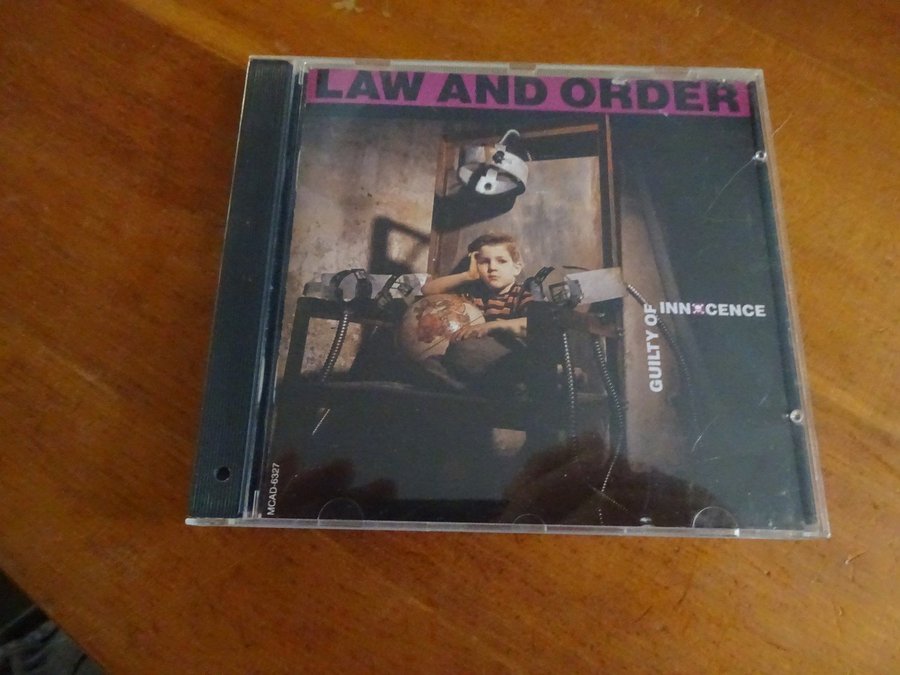 LAW AND ORDER
GUILTY OF
INNOCENCE
MCAD-6327